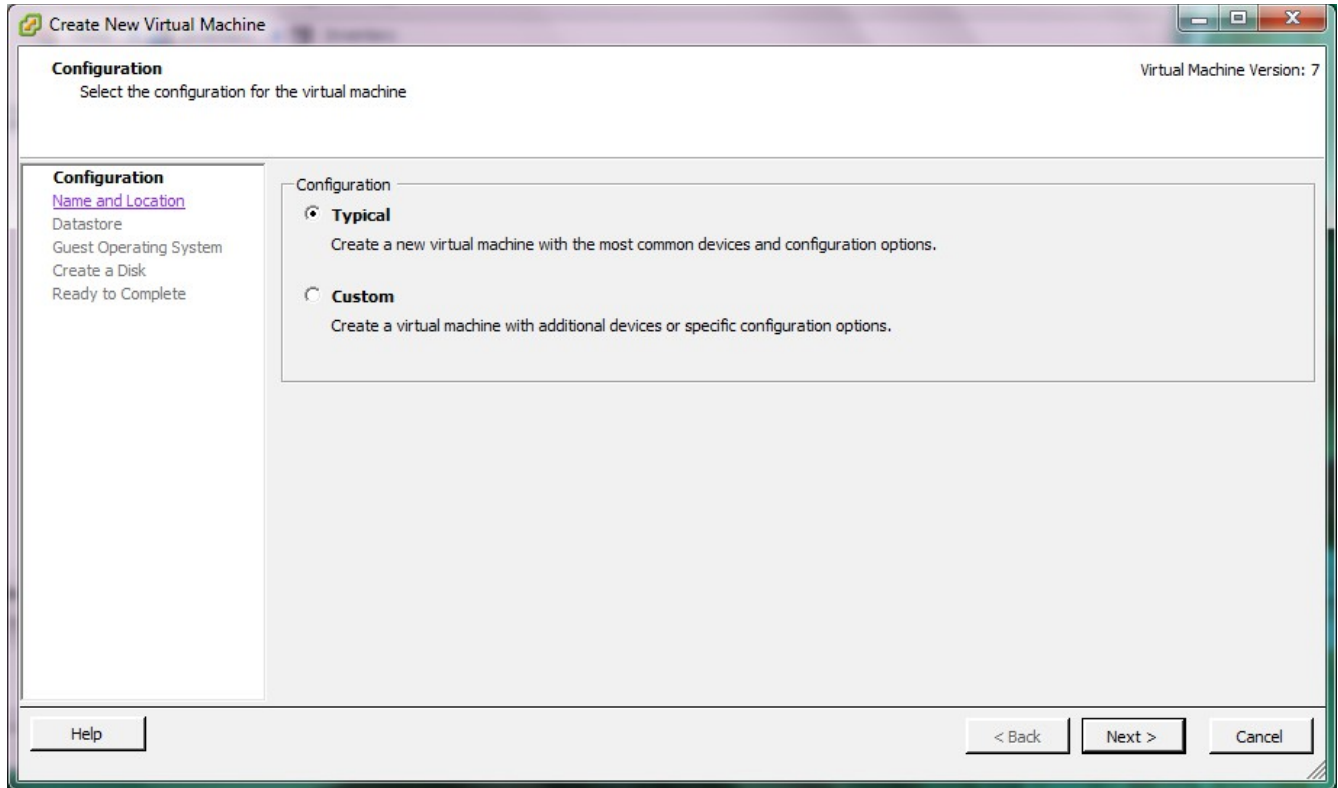 Create New Virtual Machine
Configuration
Virtual Machine Version: 7
Select the configuration for the virtual machine
Configuration
Name and Location
Datastore
Guest Operating System
Create a Disk
Ready to Complete
Configuration
Typical
Create a new virtual machine with the most common devices and configuration options.
Custom
Create a virtual machine with additional devices or specific configuration options.
Help
< Back
Next >
Cancel